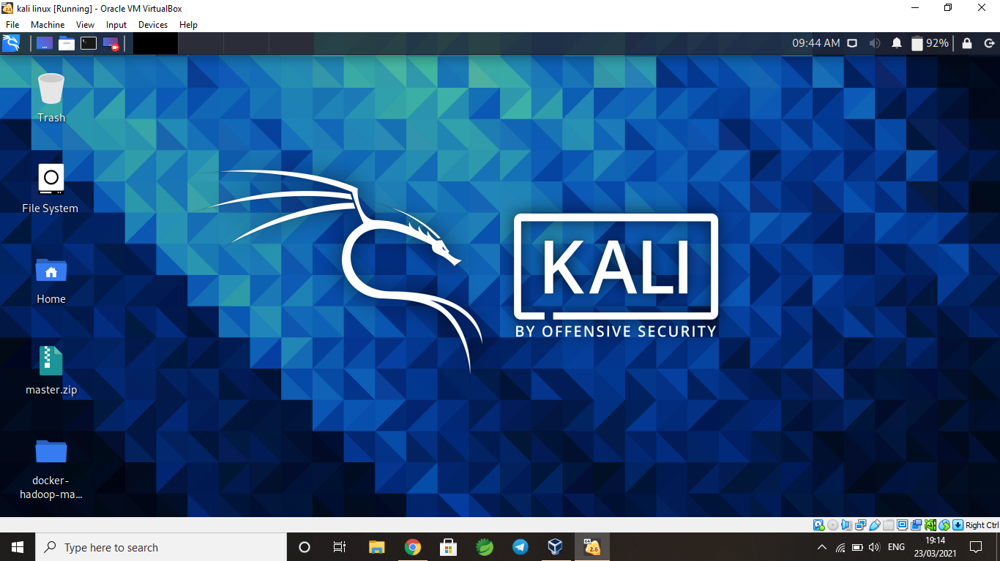 kali linux [Running] - Oracle VM VirtualBox
File Machine View Input Devices Help
09:44 AM 92%
Trash
File System
Home
master.zip
docker-
hadoop-ma...
KALI
BY OFFENSIVE SECURITY
Right Ctrl
Type here to search
64
2.6
ENG
19:14
23/03/2021